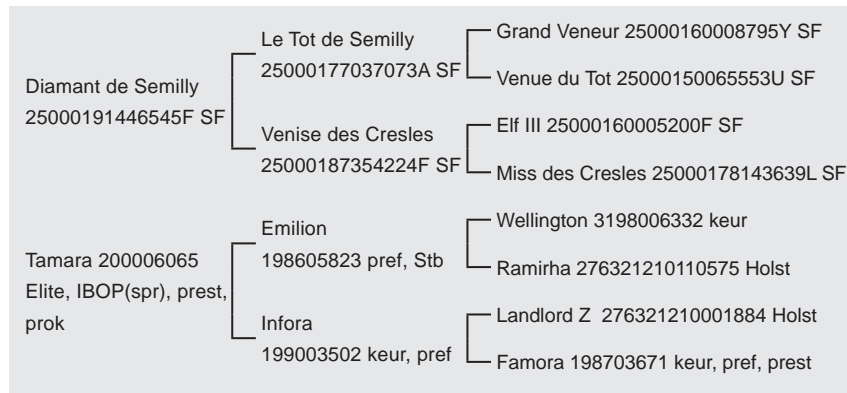 Diamant de Semilly
25000191446545F SF
Le Tot de Semilly
25000177037073A SF
Grand Veneur 25000160008795Y SF
Venue du Tot 25000150065553U SF
Venise des Cresles
25000187354224F SF
Elf III 25000160005200F SF
Miss des Cresles 25000178143639L SF
Tamara 200006065
Elite, IBOP(spr), prest,
prok
Emilion
198605823 pref, Stb
Wellington 3198006332 keur
Ramirha 276321210110575 Holst
Infora
199003502 keur, pref
Landlord Z 276321210001884 Holst
Famora 198703671 keur, pref, prest